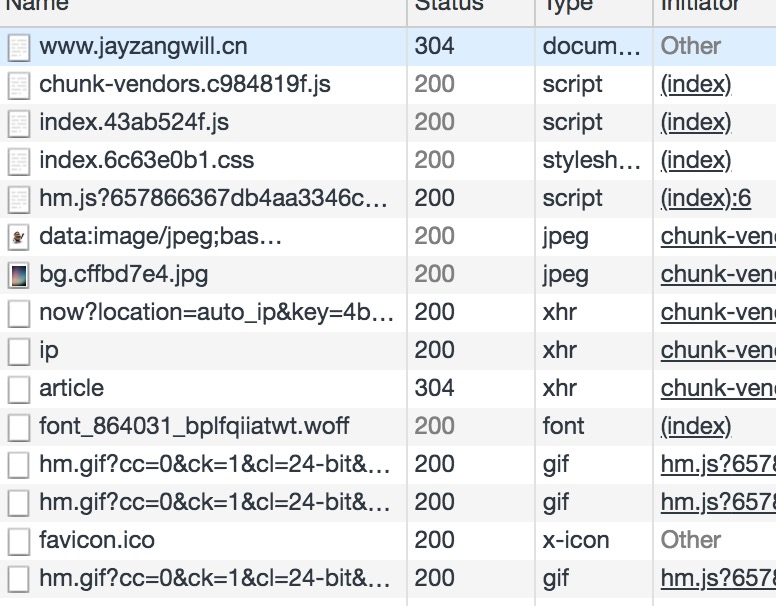 Name Status Type Initiator
www.jayzangwill.cn 304 docum… Other
chunk-vendors.c984819f.js 200 script (index)
index.43ab524f.js 200 script (index)
index.6c63e0b1.css 200 stylesh… (index)
hm.js?657866367db4aa3346c… 200 script (index):6
data:image/jpeg;bas… 200 jpeg chunk-ven
bg.cffbd7e4.jpg 200 jpeg chunk-ven
now?location=auto_ip&key=4b… 200 xhr chunk-ven
ip 200 xhr chunk-ven
article 304 xhr chunk-ven
font_864031_bplfqiiatwt.woff 200 font (index)
hm.gif?cc=0&ck=1&cl=24-bit&… 200 gif hm.js?657
hm.gif?cc=0&ck=1&cl=24-bit&… 200 gif hm.js?657
favicon.ico 200 x-icon Other
hm.gif?cc=0&ck=1&cl=24-bit&… 200 gif hm.js?657